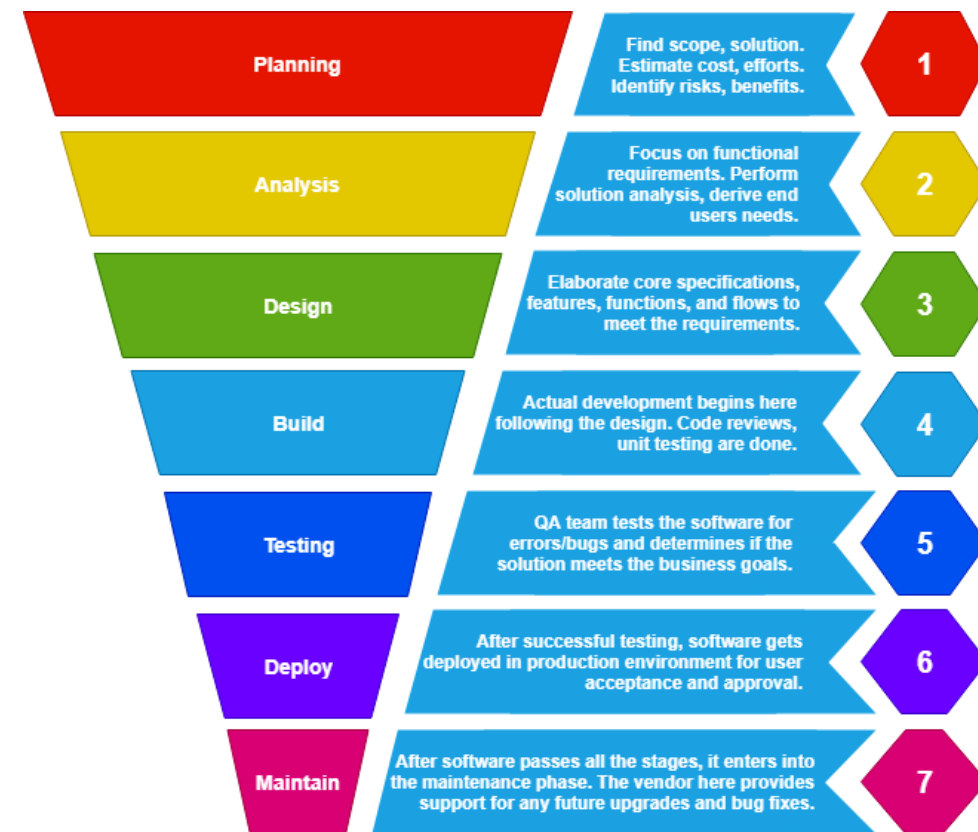 Planning
Find scope, solution.
Estimate cost, efforts.
Identify risks, benefits.
1
Analysis
Focus on functional
requirements. Perform
solution analysis, derive end
users needs.
2
Design
Elaborate core specifications,
features, functions, and flows to
meet the requirements.
3
Build
Actual development begins here
following the design. Code reviews,
unit testing are done.
4
Testing
QA team tests the software for
errors/bugs and determines if the
solution meets the business goals.
5
Deploy
After successful testing, software gets
deployed in production environment for user
acceptance and approval.
6
Maintain
After software passes all the stages, it enters into
the maintenance phase. The vendor here provides
support for any future upgrades and bug fixes.
7